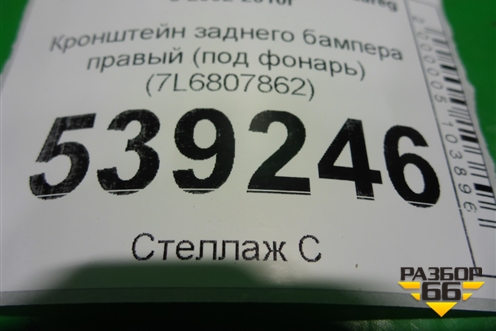 Кронштейн заднего бампера
правый (под фонарь)
(7L6807862)
539246
Стеллаж С
РАЗБОР
66